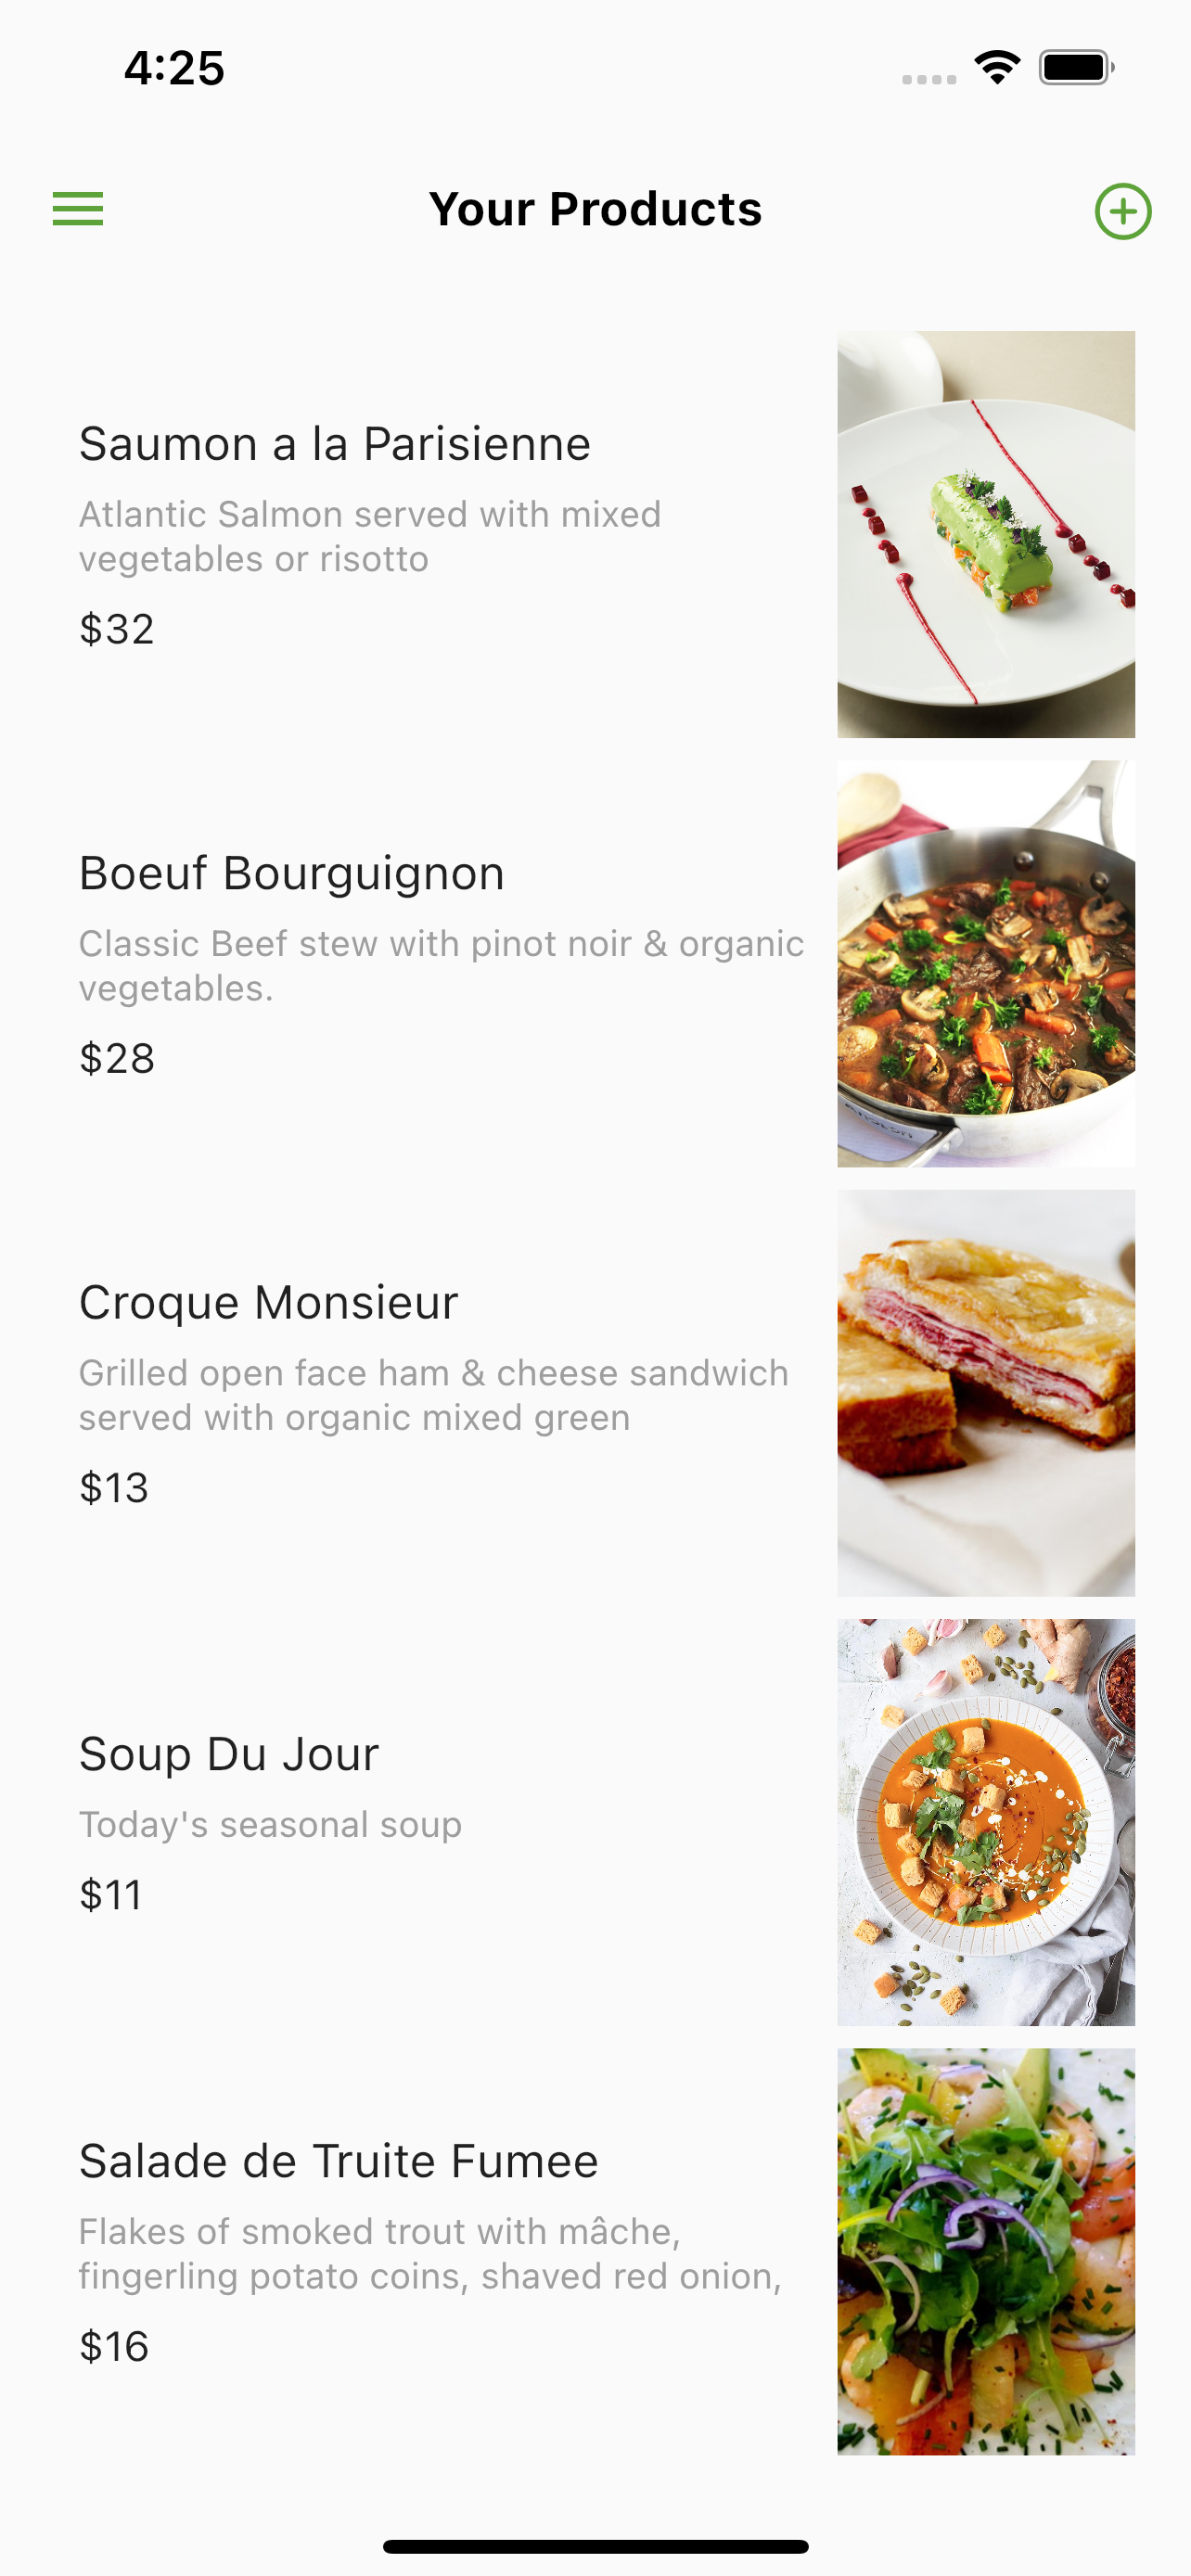 4:25
Your Products
Saumon a la Parisienne
Atlantic Salmon served with mixed
vegetables or risotto
$32
Boeuf Bourguignon
Classic Beef stew with pinot noir & organic
vegetables.
$28
Croque Monsieur
Grilled open face ham & cheese sandwich
served with organic mixed green
$13
Soup Du Jour
Today's seasonal soup
$11
Salade de Truite Fumee
Flakes of smoked trout with mâche,
fingerling potato coins, shaved red onion,
$16